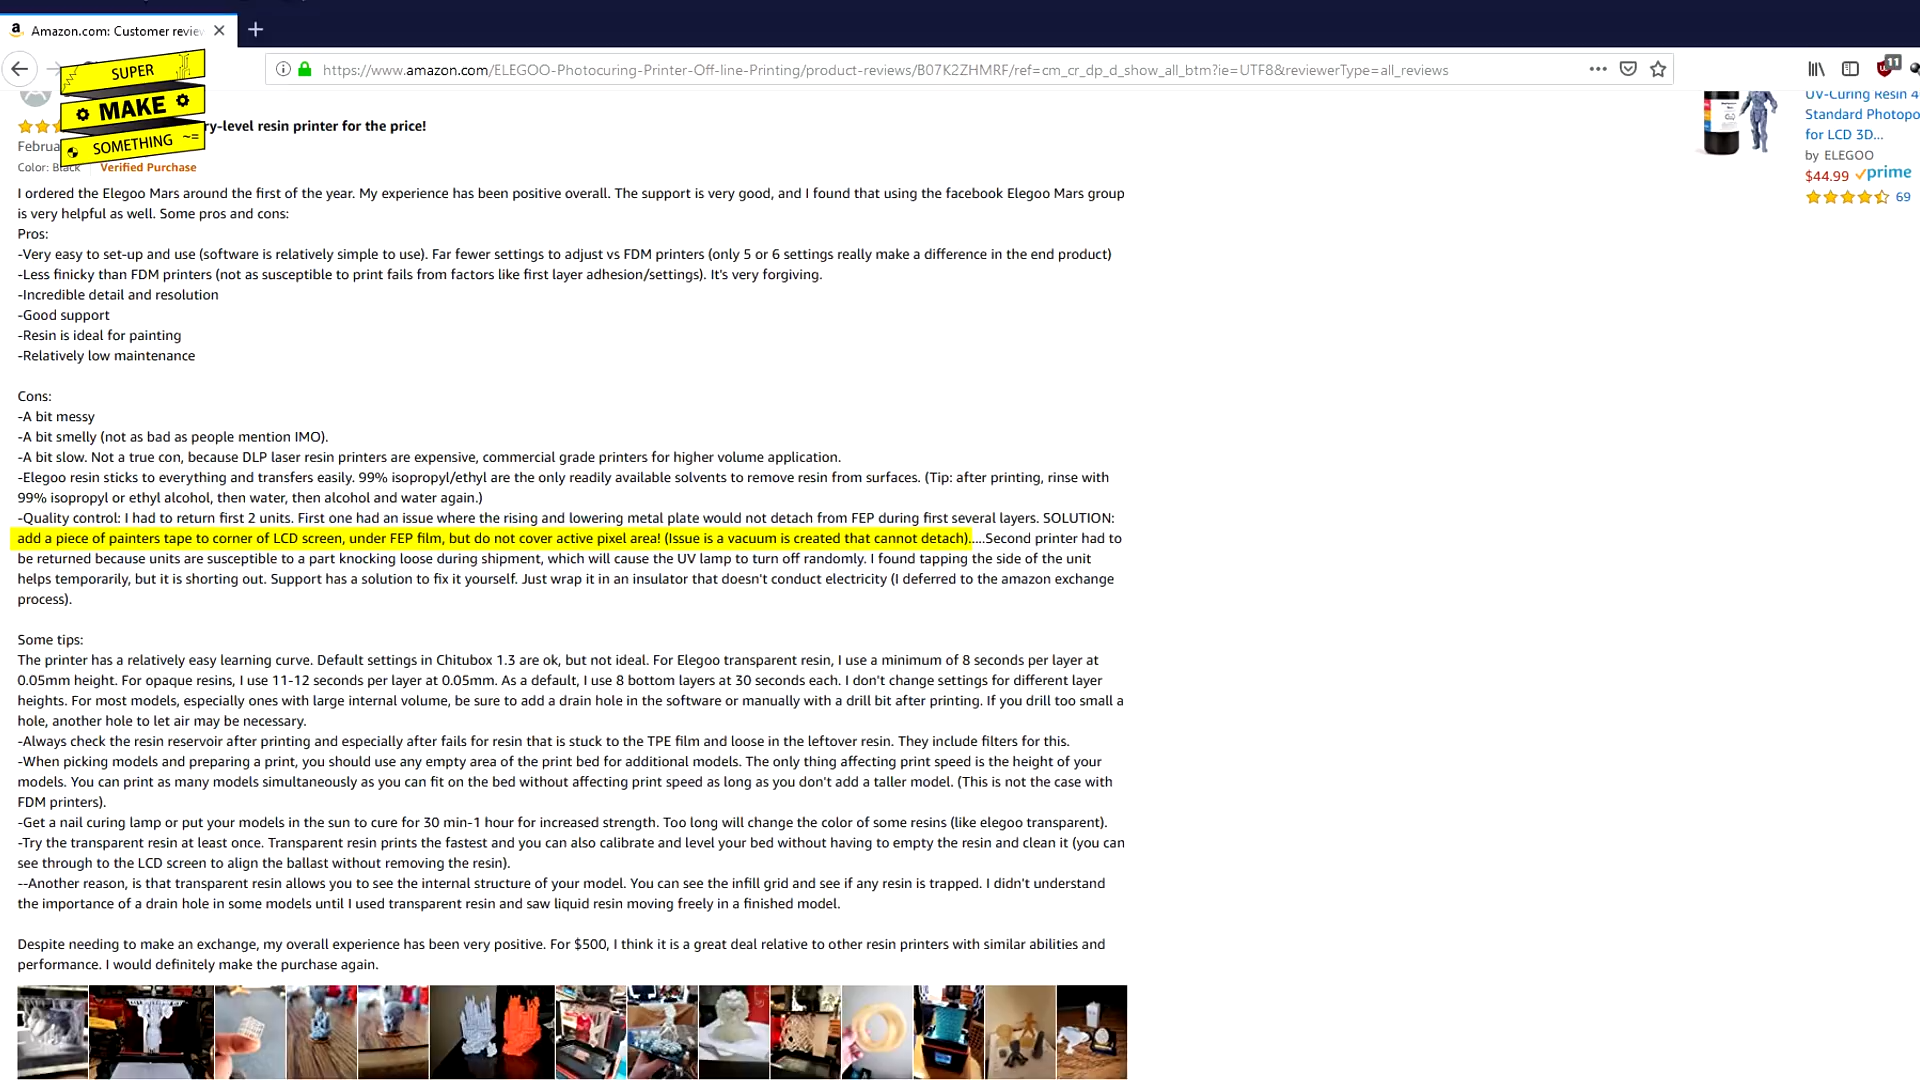 Amazon.com: Customer revie
SUPER
MAKE
SOMETHING
https://www.amazon.com/ELEGOO-Photocuring-Printer-Off-line-Printing/product-reviews/B07K2ZHMRF/ref=cm_cr_dp_d_show_all_btm?ie=UTF8&reviewerType=all_reviews
11
ry-level resin printer for the price!
Februa
Color: Black
Verified Purchase
I ordered the Elegoo Mars around the first of the year. My experience has been positive overall. The support is very good, and I found that using the facebook Elegoo Mars group
is very helpful as well. Some pros and cons:
Pros:
-Very easy to set-up and use (software is relatively simple to use). Far fewer settings to adjust vs FDM printers (only 5 or 6 settings really make a difference in the end product)
-Less finicky than FDM printers (not as susceptible to print fails from factors like first layer adhesion/settings). It's very forgiving.
-Incredible detail and resolution
-Good support
-Resin is ideal for painting
-Relatively low maintenance
Cons:
-A bit messy
-A bit smelly (not as bad as people mention IMO).
-A bit slow. Not a true con, because DLP laser resin printers are expensive, commercial grade printers for higher volume application.
-Elegoo resin sticks to everything and transfers easily. 99% isopropyl/ethyl are the only readily available solvents to remove resin from surfaces. (Tip: after printing, rinse with
99% isopropyl or ethyl alcohol, then water, then alcohol and water again.)
-Quality control: I had to return first 2 units. First one had an issue where the rising and lowering metal plate would not detach from FEP during first several layers. SOLUTION:
add a piece of painters tape to corner of LCD screen, under FEP film, but do not cover active pixel area! (Issue is a vacuum is created that cannot detach).....Second printer had to
be returned because units are susceptible to a part knocking loose during shipment, which will cause the UV lamp to turn off randomly. I found tapping the side of the unit
helps temporarily, but it is shorting out. Support has a solution to fix it yourself. Just wrap it in an insulator that doesn't conduct electricity (I deferred to the amazon exchange
process).
Some tips:
The printer has a relatively easy learning curve. Default settings in Chitubox 1.3 are ok, but not ideal. For Elegoo transparent resin, I use a minimum of 8 seconds per layer at
0.05mm height. For opaque resins, I use 11-12 seconds per layer at 0.05mm. As a default, I use 8 bottom layers at 30 seconds each. I don't change settings for different layer
heights. For most models, especially ones with large internal volume, be sure to add a drain hole in the software or manually with a drill bit after printing. If you drill too small a
hole, another hole to let air may be necessary.
-Always check the resin reservoir after printing and especially after fails for resin that is stuck to the TPE film and loose in the leftover resin. They include filters for this.
-When picking models and preparing a print, you should use any empty area of the print bed for additional models. The only thing affecting print speed is the height of your
models. You can print as many models simultaneously as you can fit on the bed without affecting print speed as long as you don't add a taller model. (This is not the case with
FDM printers).
-Get a nail curing lamp or put your models in the sun to cure for 30 min-1 hour for increased strength. Too long will change the color of some resins (like elegoo transparent).
-Try the transparent resin at least once. Transparent resin prints the fastest and you can also calibrate and level your bed without having to empty the resin and clean it (you can
see through to the LCD screen to align the ballast without removing the resin).
--Another reason, is that transparent resin allows you to see the internal structure of your model. You can see the infill grid and see if any resin is trapped. I didn't understand
the importance of a drain hole in some models until I used transparent resin and saw liquid resin moving freely in a finished model.
Despite needing to make an exchange, my overall experience has been very positive. For $500, I think it is a great deal relative to other resin printers with similar abilities and
performance. I would definitely make the purchase again.
UV-Curing Resin 4
Standard Photopo
for LCD 3D...
by ELEGOO
$44.99 prime
69